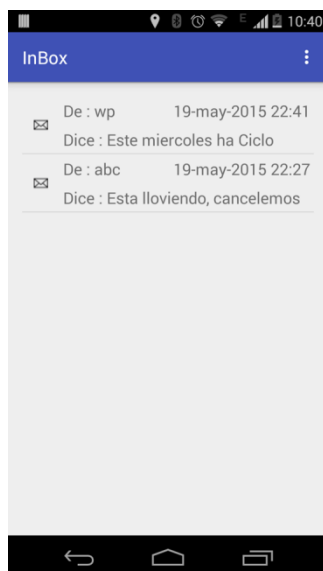 E 10:40
InBox
De : wp 19-may-2015 22:41
Dice : Este miercoles ha Ciclo
De : abc 19-may-2015 22:27
Dice : Esta lloviendo, cancelemos